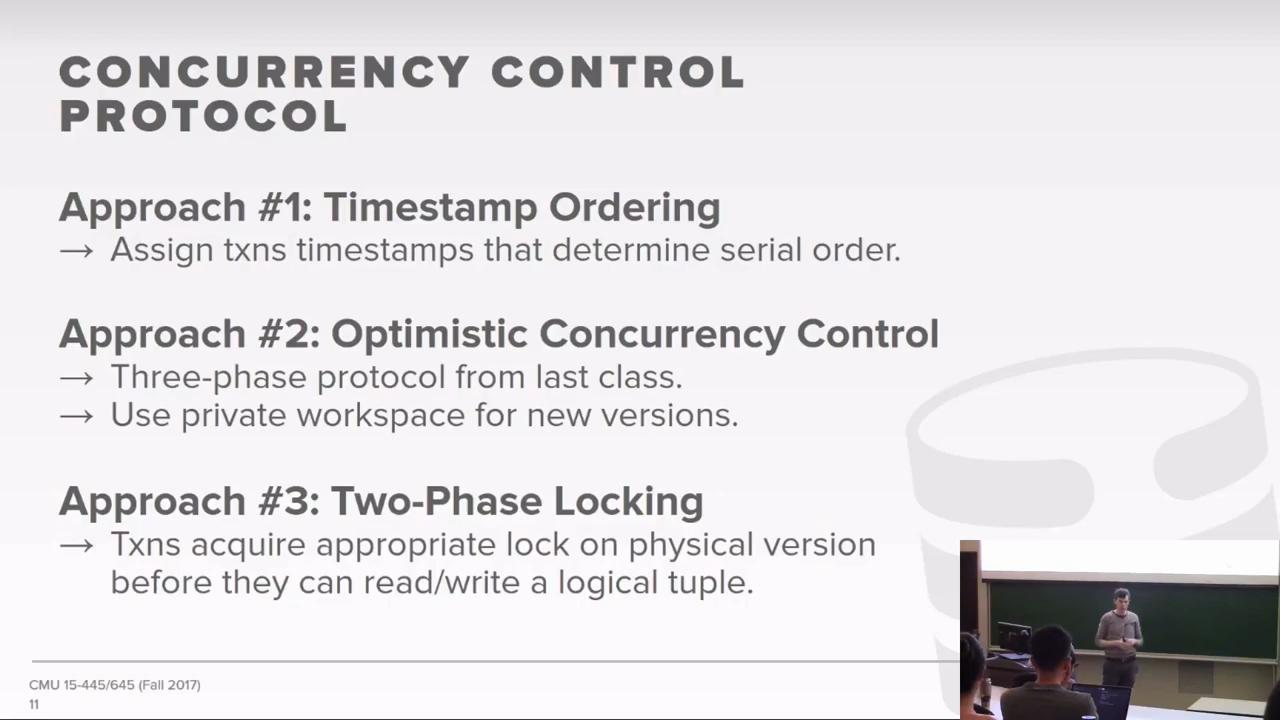 CONCURRENCY CONTROL
PROTOCOL
Approach #1: Timestamp Ordering
→ Assign txns timestamps that determine serial order.
Approach #2: Optimistic Concurrency Control
→ Three-phase protocol from last class.
→ Use private workspace for new versions.
Approach #3: Two-Phase Locking
→ Txns acquire appropriate lock on physical version
before they can read/write a logical tuple.
CMU 15-445/645 (Fall 2017)
11